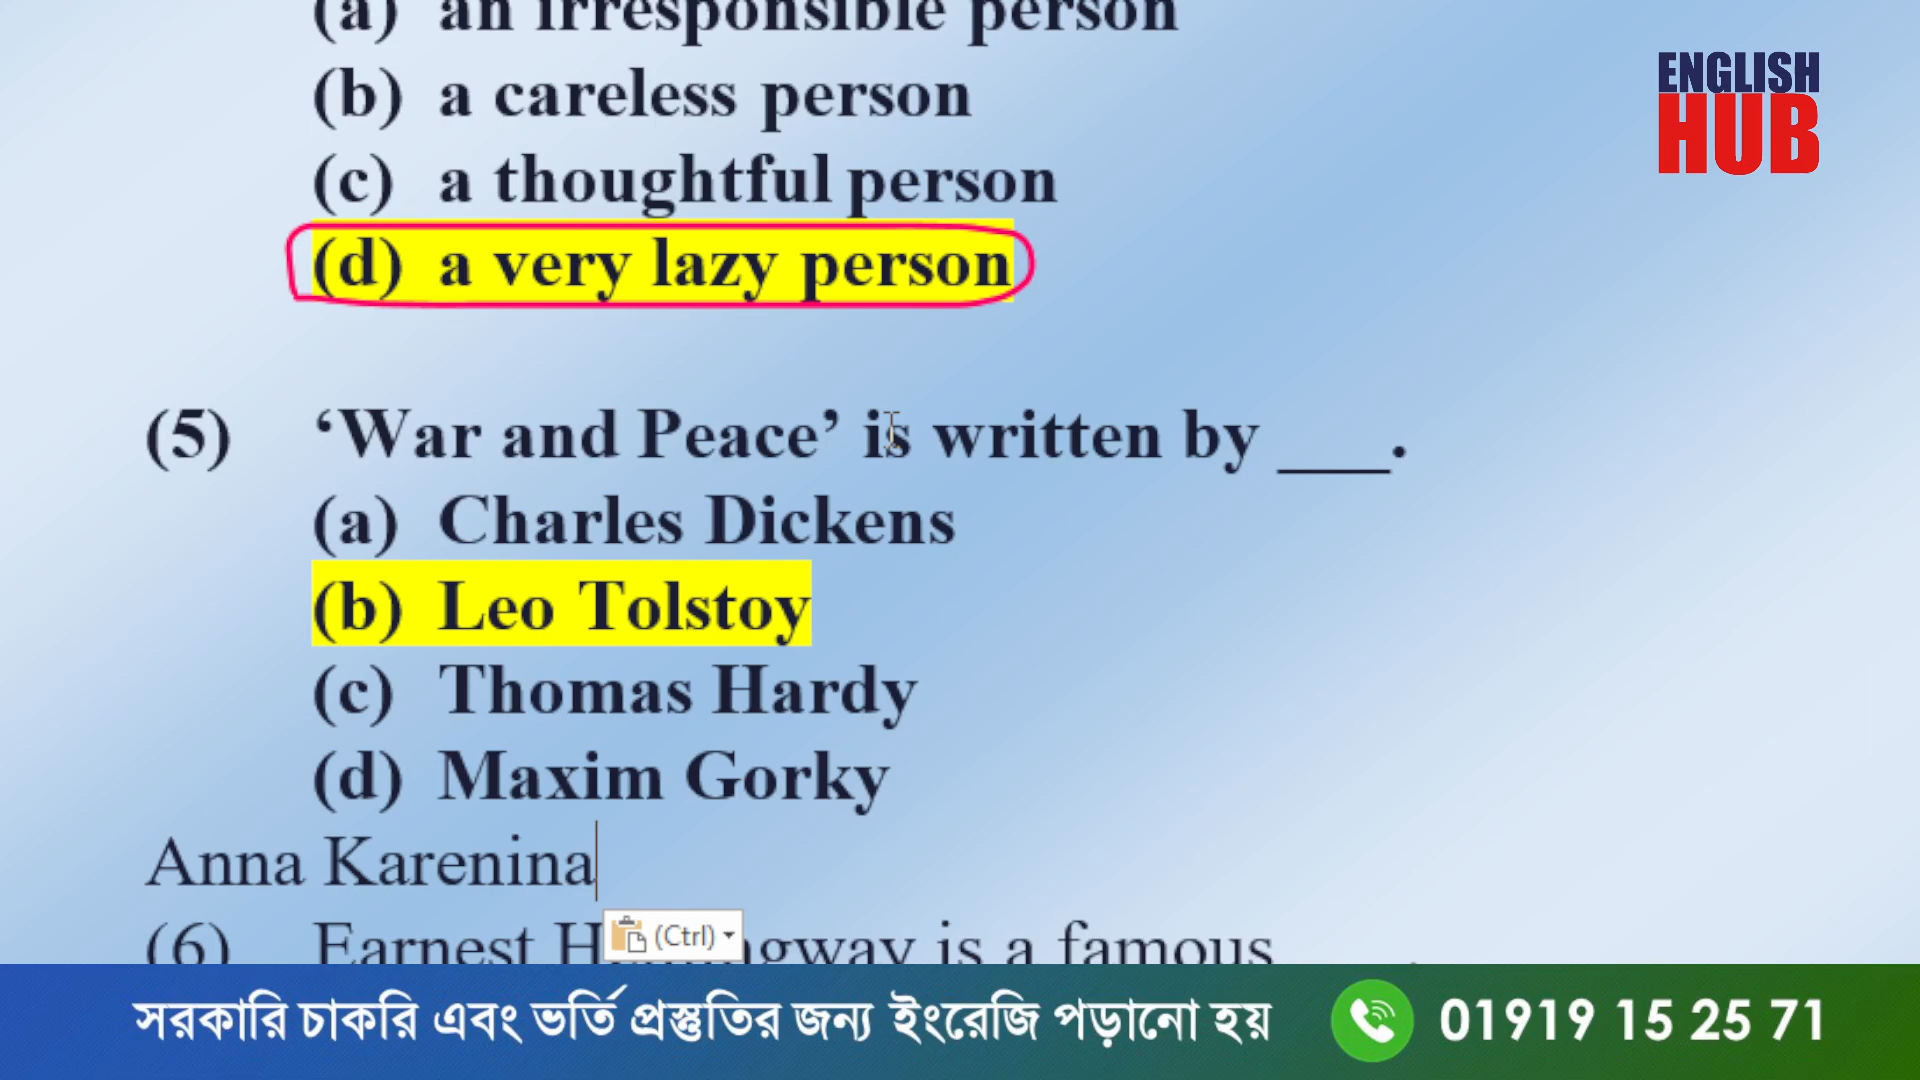 (a) an irresponsible person
ENGLISH
HUB
(b) a careless person
(c) a thoughtful person
(d) a very lazy person
(5) ‘War and Peace’ is written by ___.
(a) Charles Dickens
(b) Leo Tolstoy
(c) Thomas Hardy
(d) Maxim Gorky
Anna Karenina
(Ctrl)
(6) Earnest is a famous
সরকারি চাকরি এবং ভর্তি প্রস্তুতির জন্য ইংরেজি পড়ানো হয় 01919 15 25 71